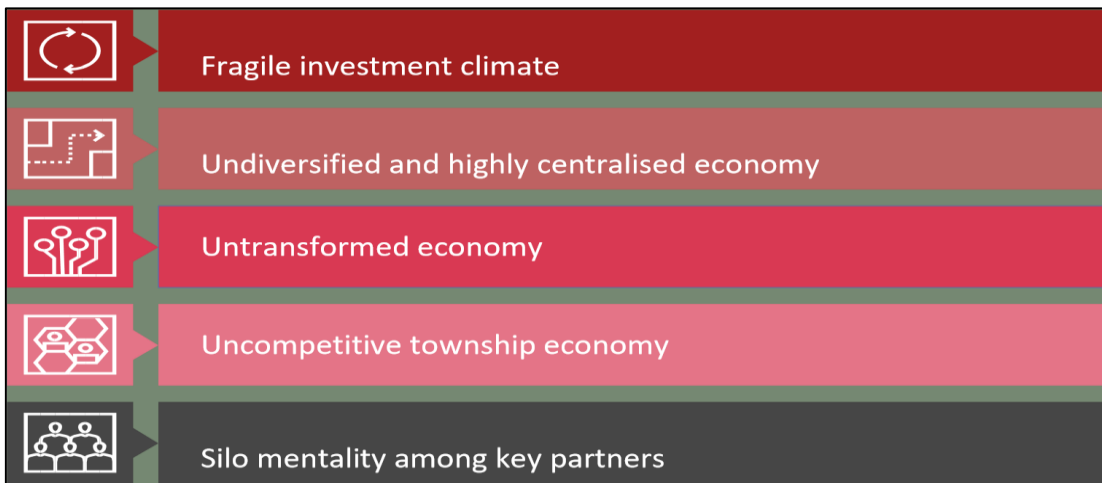 Fragile investment climate
Undiversified and highly centralised economy
Untransformed economy
Uncompetitive township economy
Silo mentality among key partners